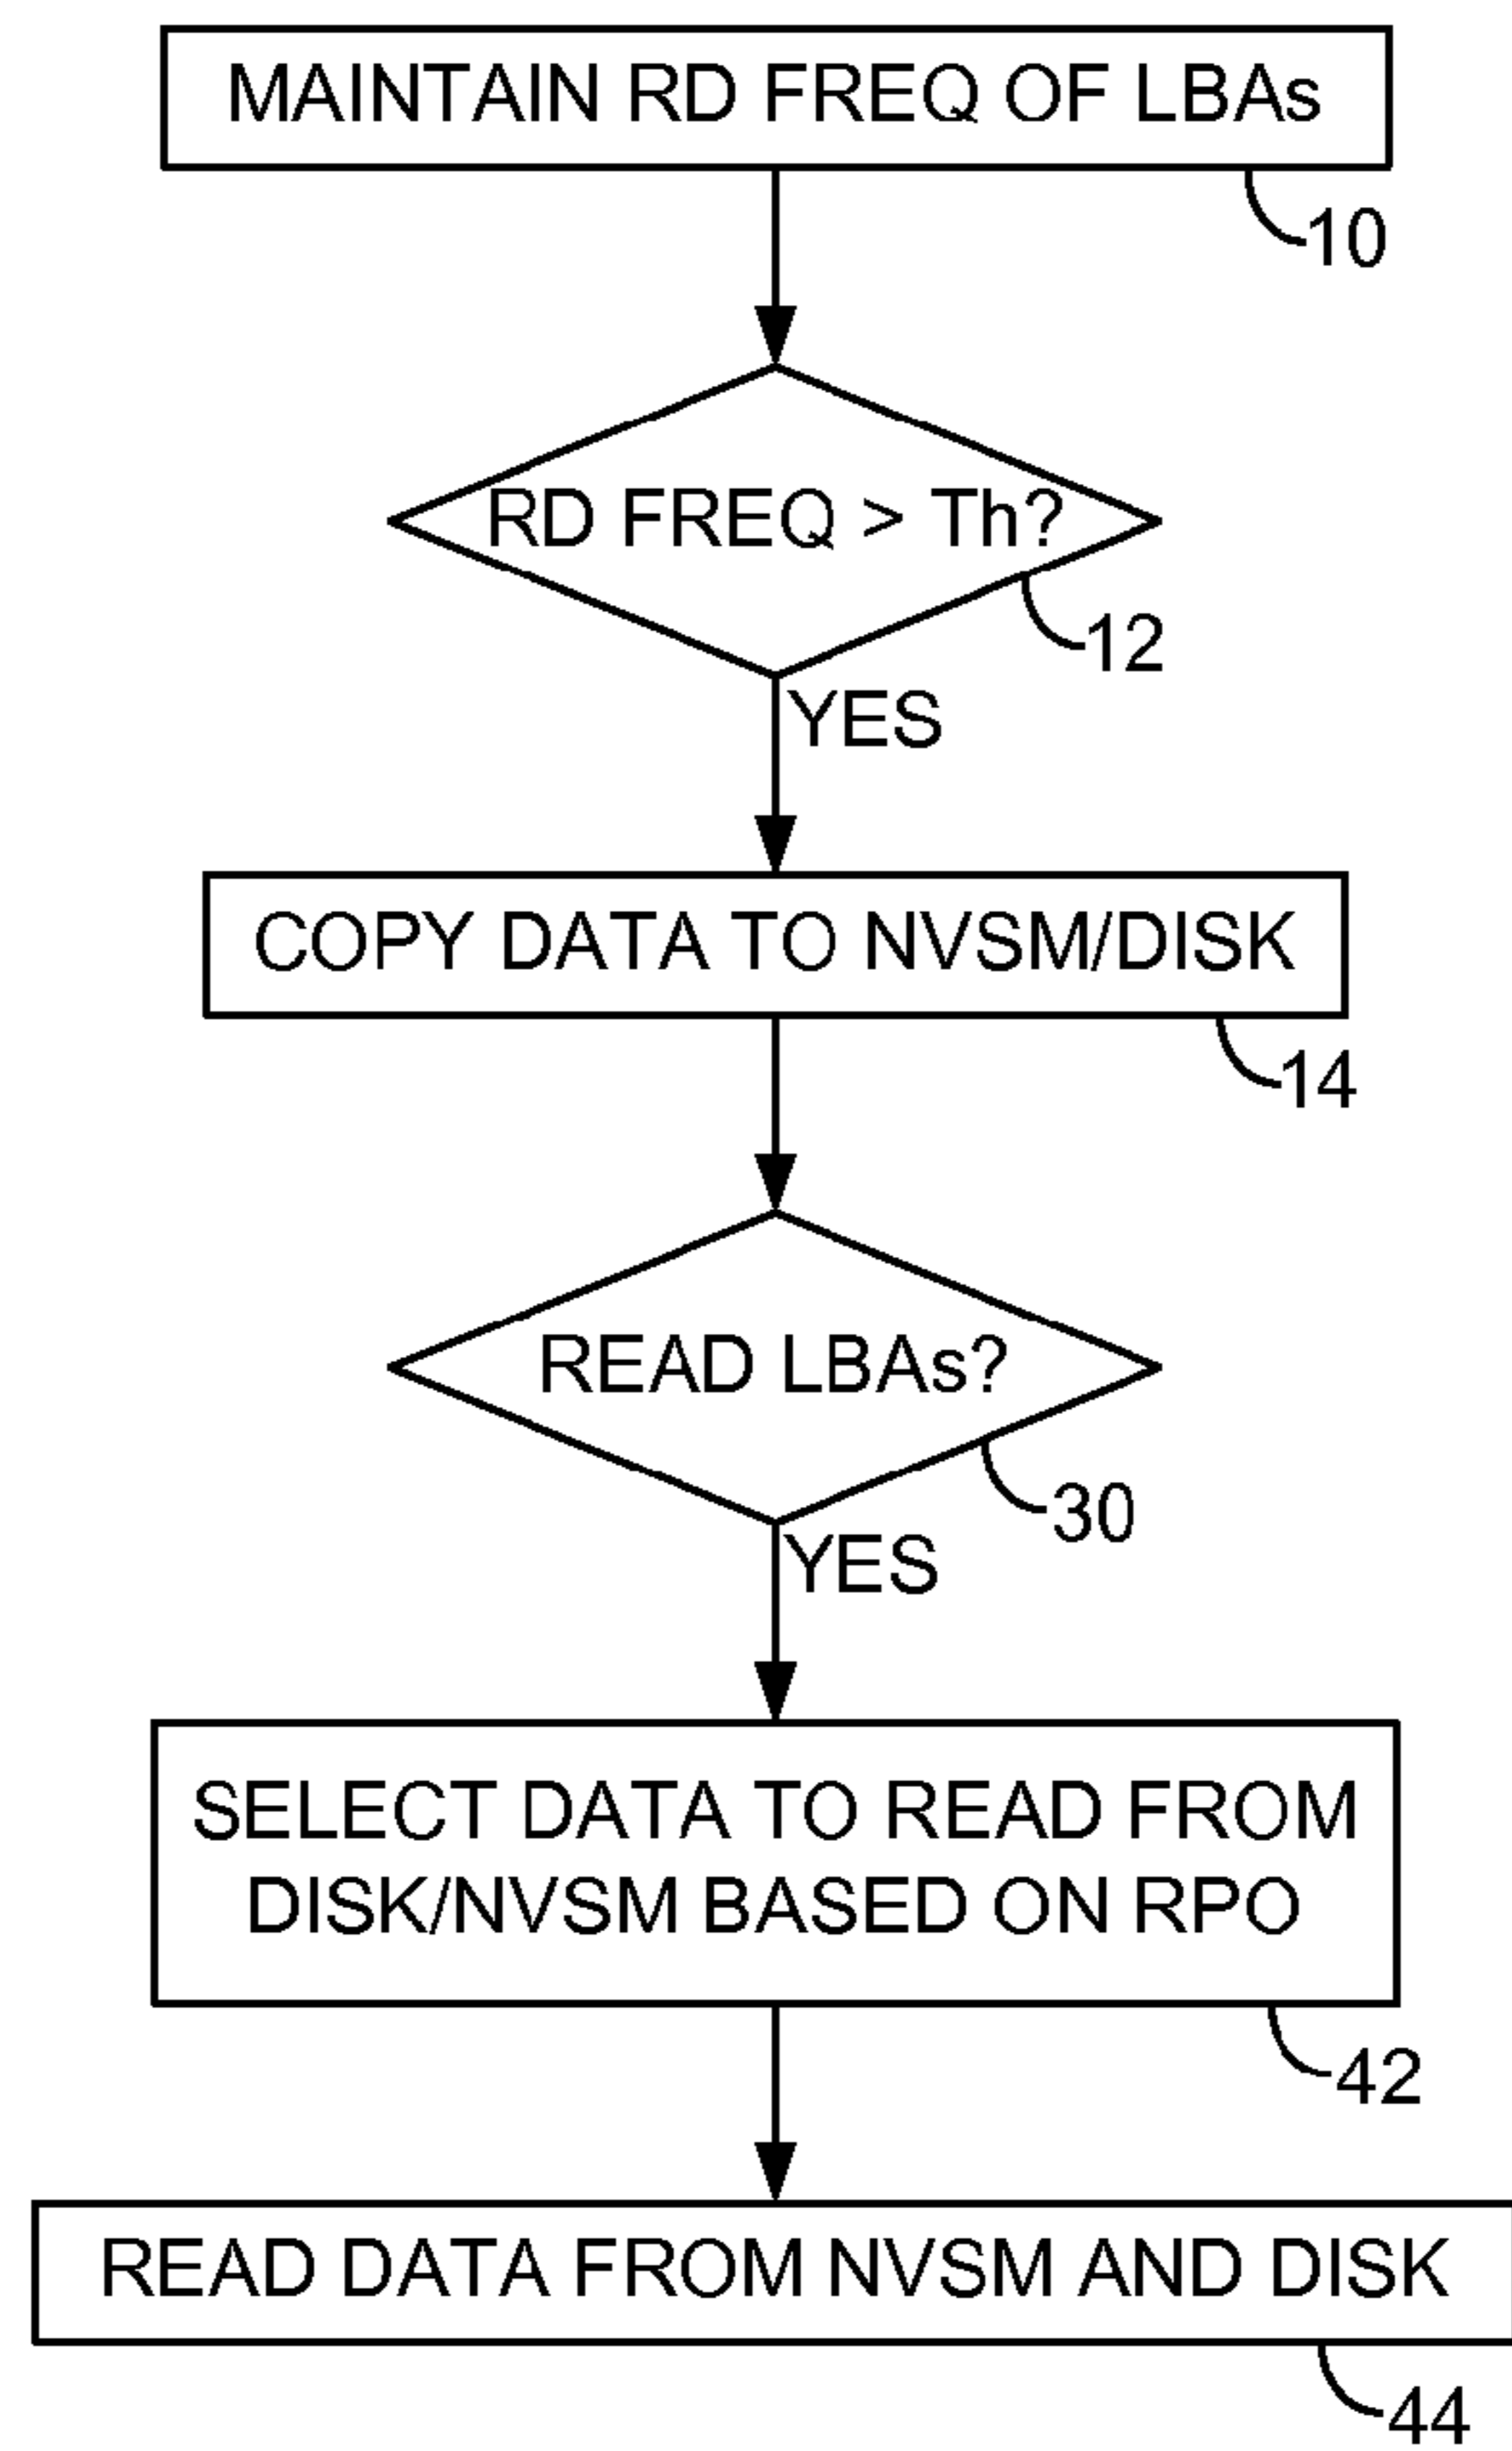 MAINTAIN RD FREQ OF LBAs
10
RD FREQ > Th?
12
YES
COPY DATA TO NVSM/DISK
14
READ LBAs?
30
YES
SELECT DATA TO READ FROM
DISK/NVSM BASED ON RPO
42
READ DATA FROM NVSM AND DISK
44